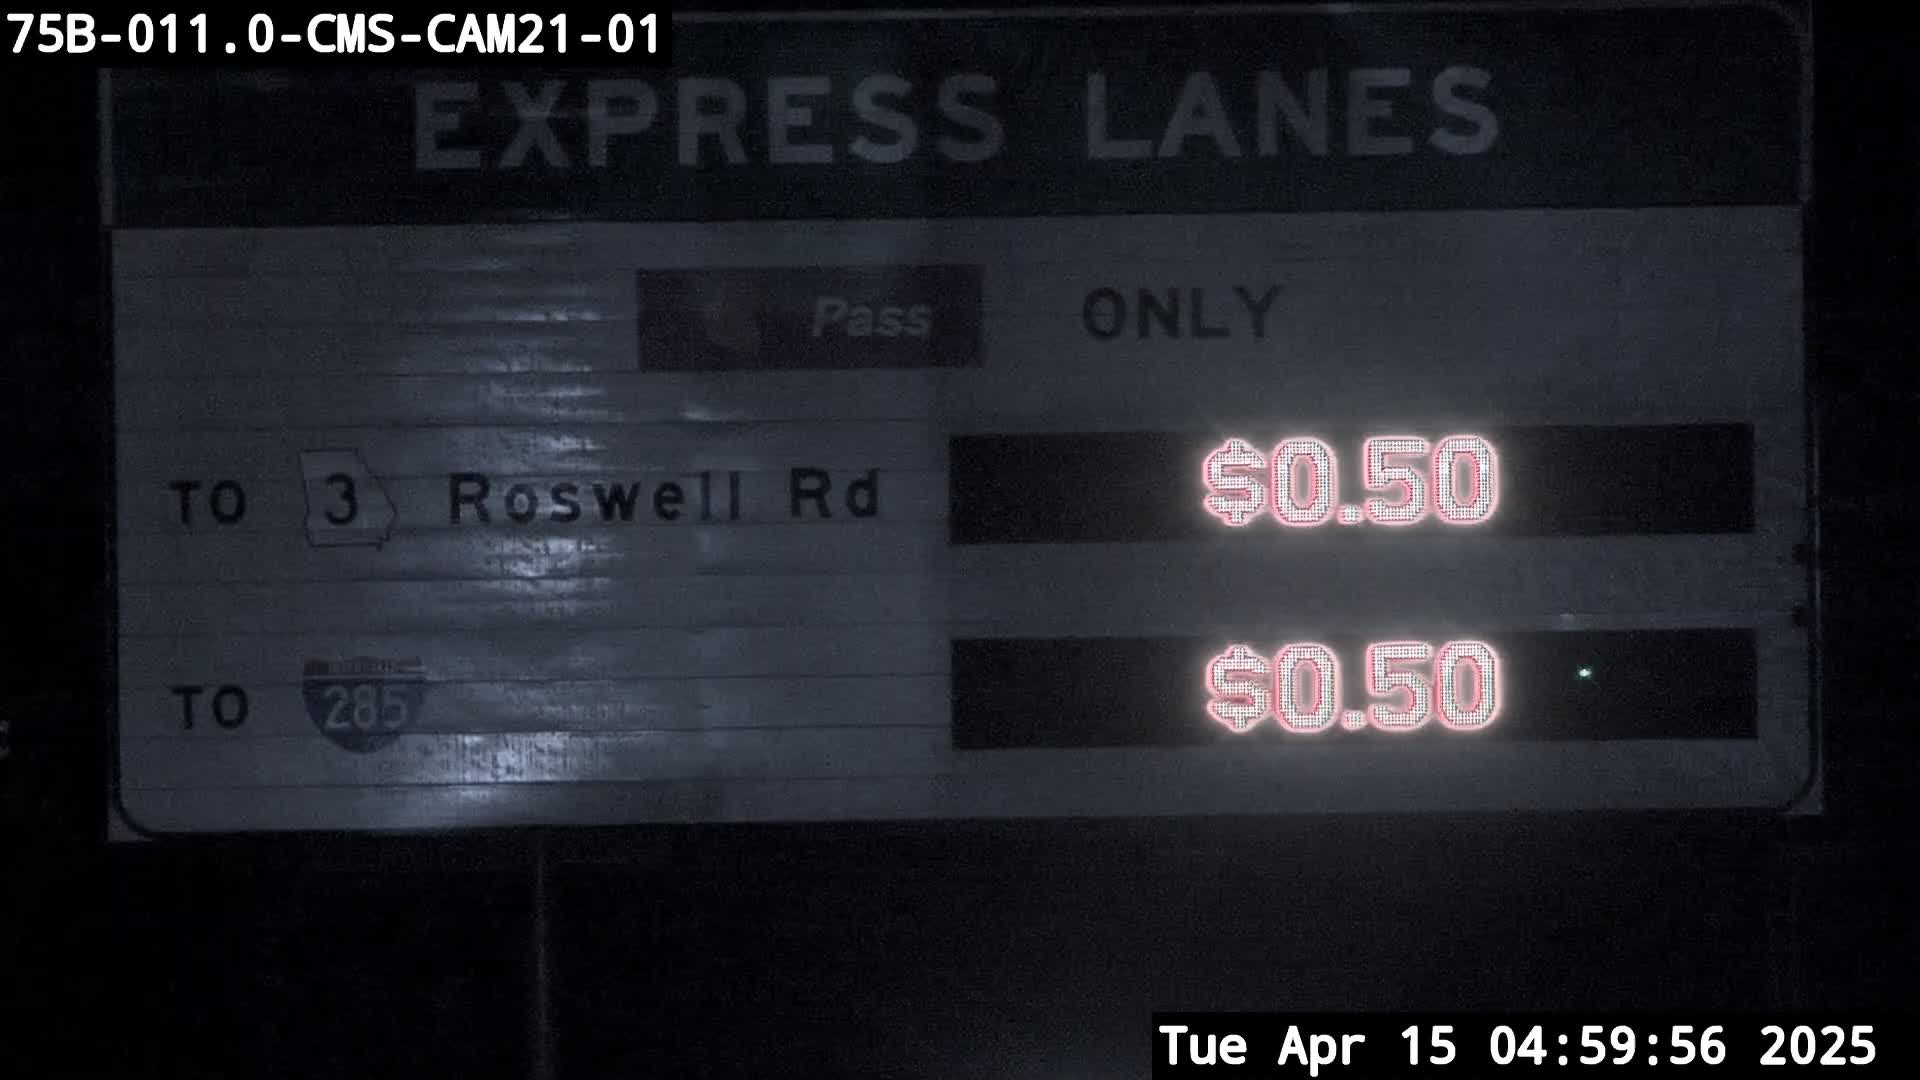 75B-011.0-CMS-CAM21-01
EXPRESS LANES
Pass ONLY
TO 3 Roswell Rd $0.50
TO 285 $0.50
Tue Apr 15 04:59:56 2025